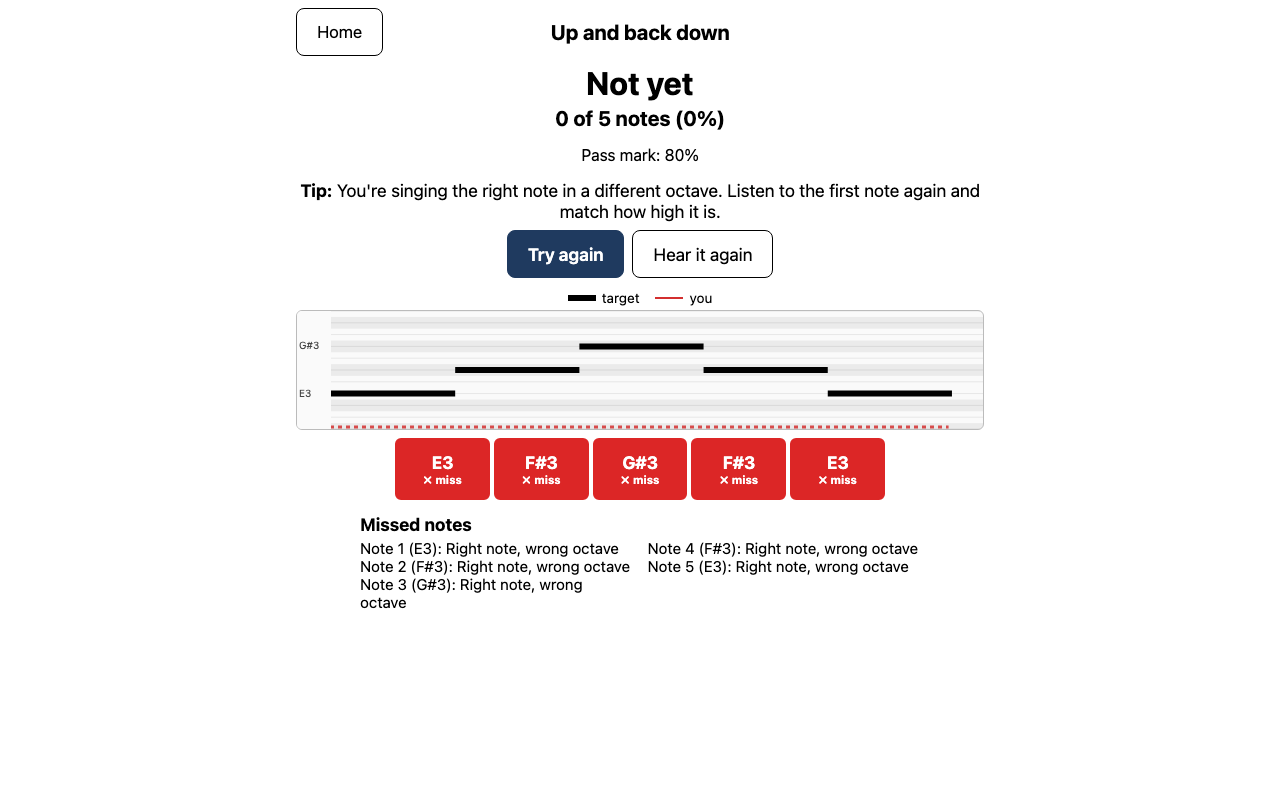 Home
Up and back down
Not yet
0 of 5 notes (0%)
Pass mark: 80%
Tip: You're singing the right note in a different octave. Listen to the first note again and
match how high it is.
Try again
Hear it again
target
you
G#3
E3
E3
✕ miss
F#3
✕ miss
G#3
✕ miss
F#3
✕ miss
E3
✕ miss
Missed notes
Note 1 (E3): Right note, wrong octave
Note 2 (F#3): Right note, wrong octave
Note 3 (G#3): Right note, wrong
octave
Note 4 (F#3): Right note, wrong octave
Note 5 (E3): Right note, wrong octave